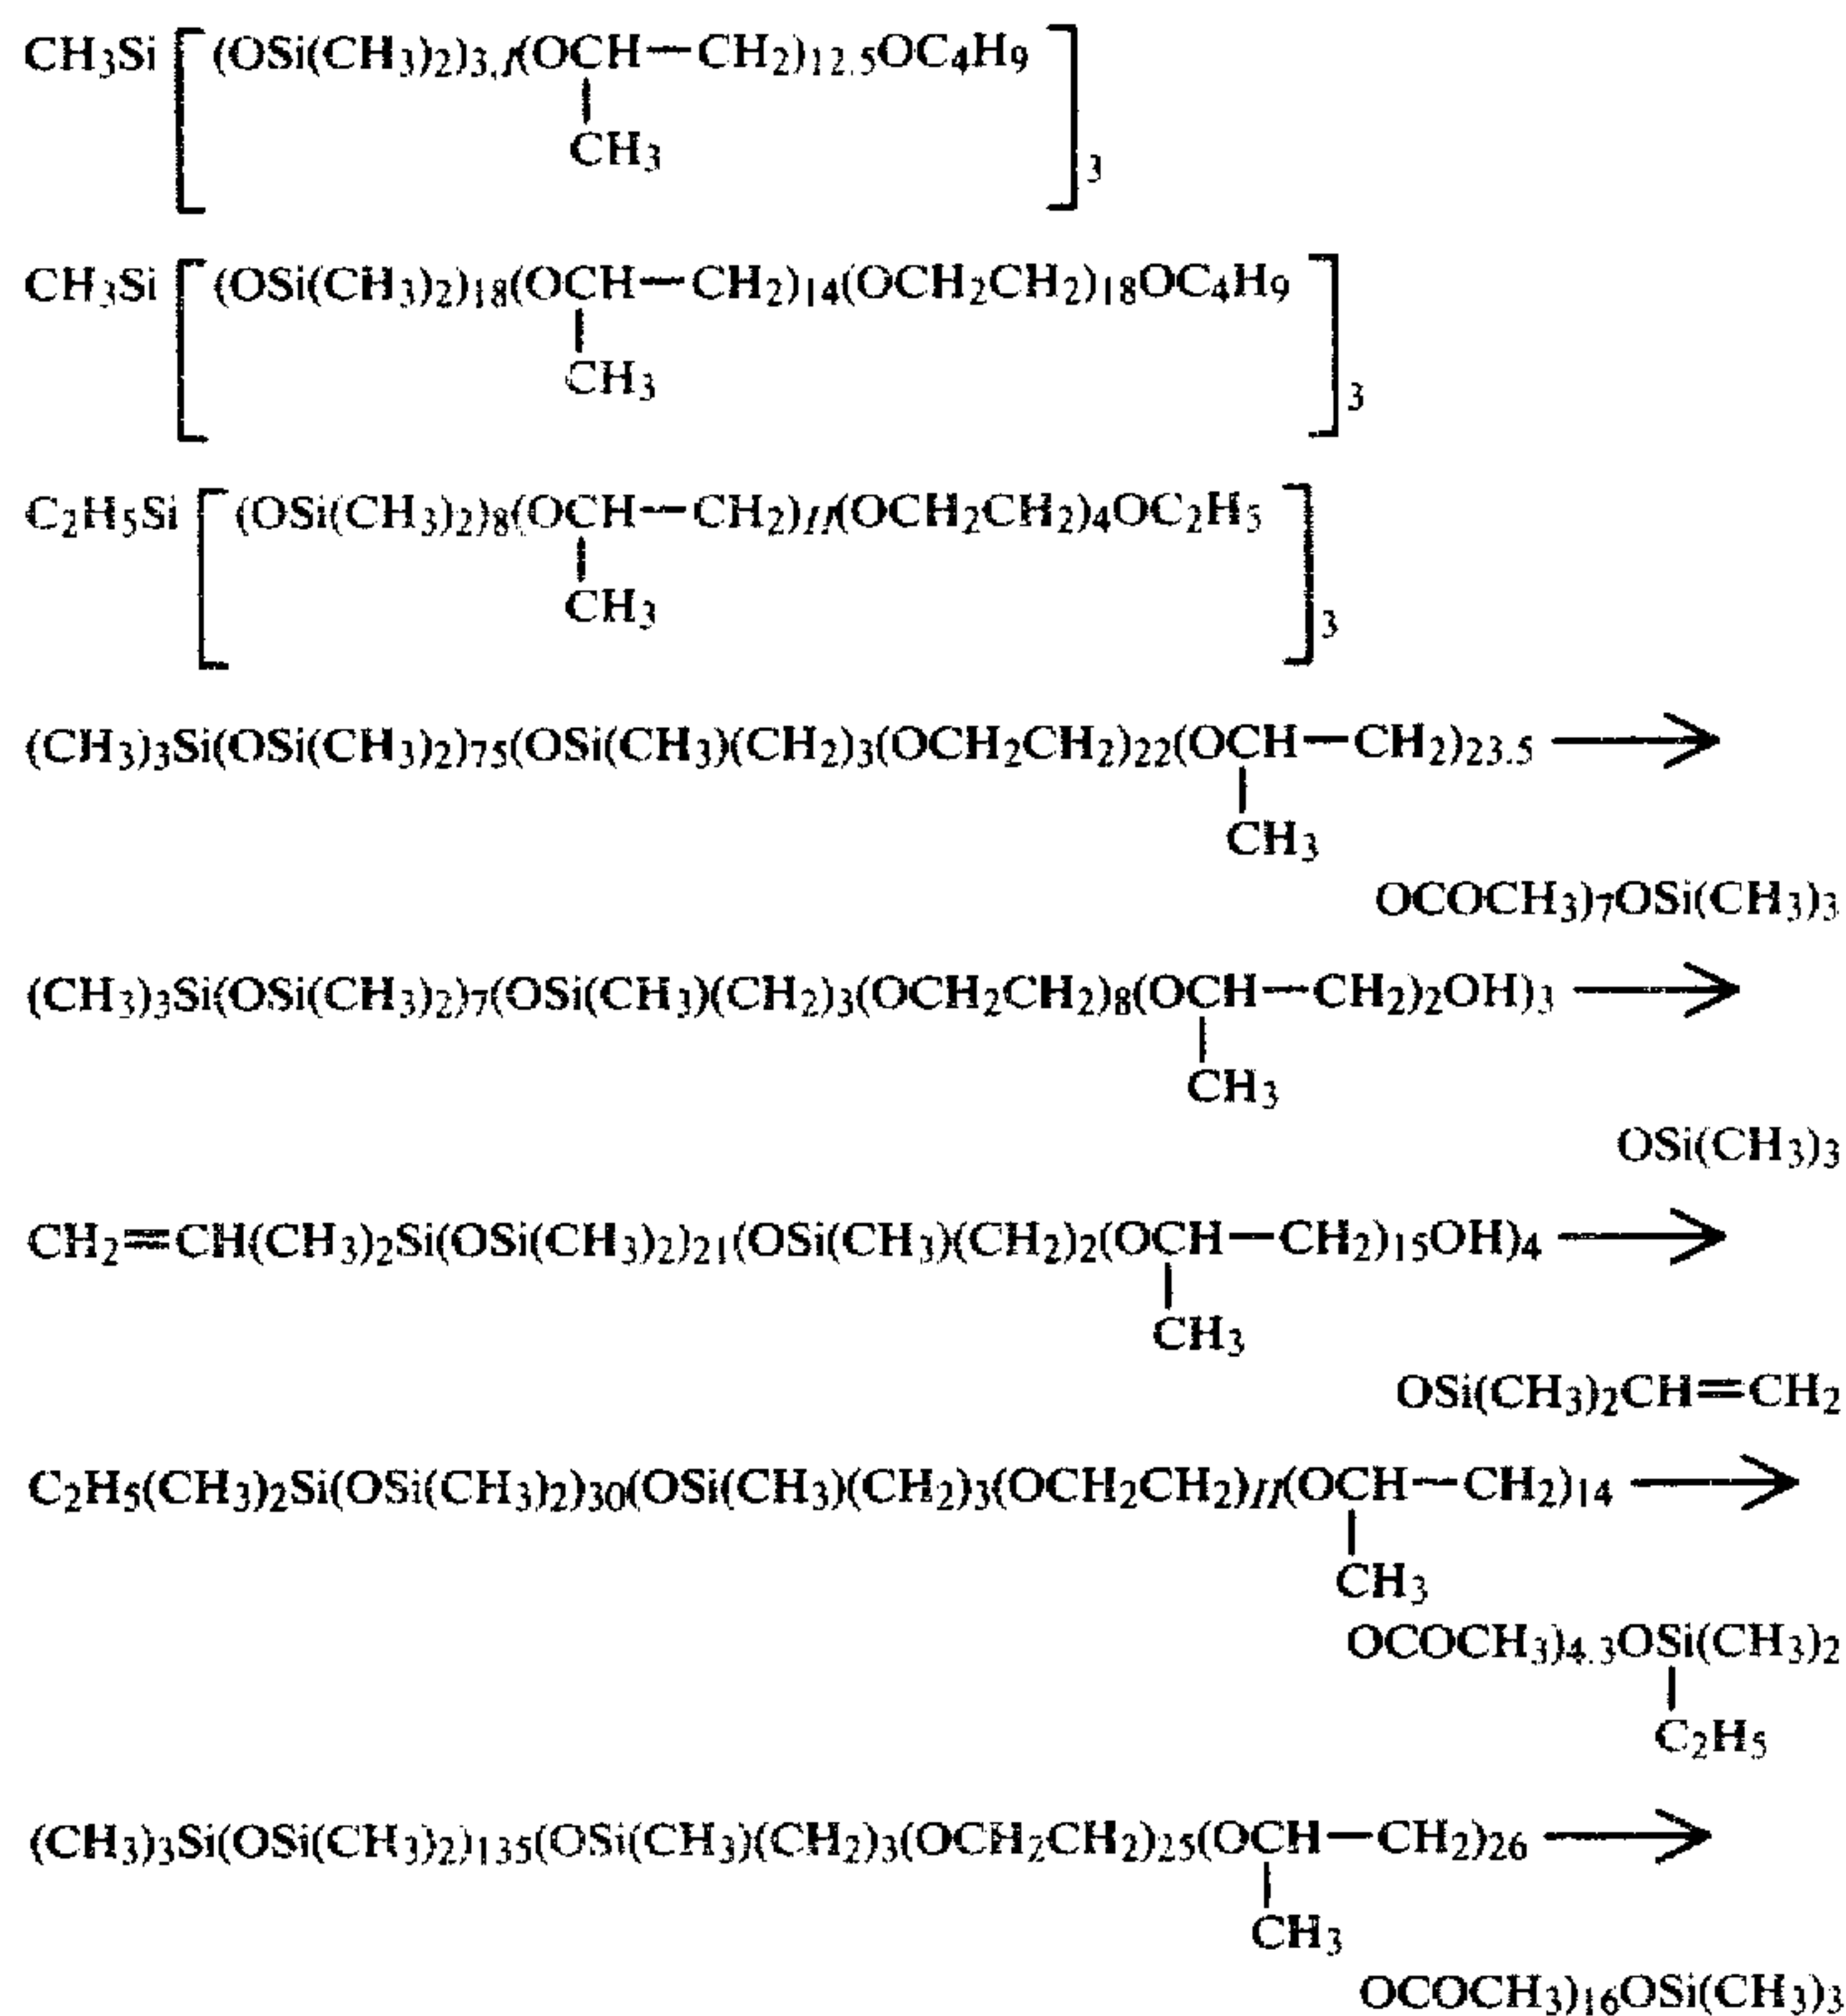 CH3Si[(OSi(CH3)2)3.1(OCH—CH2)12.5OC4H9
CH3
]3
CH3Si[(OSi(CH3)2)18(OCH—CH2)14(OCH2CH2)18OC4H9
CH3
]3
C2H5Si[(OSi(CH3)2)8(OCH—CH2)11(OCH2CH2)4OC2H5
CH3
]3
(CH3)3Si(OSi(CH3)2)75(OSi(CH3)(CH2)3(OCH2CH2)22(OCH—CH2)23.5 ⟶
CH3
OCOCH3)7OSi(CH3)3
(CH3)3Si(OSi(CH3)2)7(OSi(CH3)(CH2)3(OCH2CH2)8(OCH—CH2)2OH)3 ⟶
CH3
OSi(CH3)3
CH2=CH(CH3)2Si(OSi(CH3)2)21(OSi(CH3)(CH2)2(OCH—CH2)15OH)4 ⟶
CH3
OSi(CH3)2CH=CH2
C2H5(CH3)2Si(OSi(CH3)2)30(OSi(CH3)(CH2)3(OCH2CH2)11(OCH—CH2)14 ⟶
CH3
OCOCH3)4.3OSi(CH3)2
C2H5
(CH3)3Si(OSi(CH3)2)135(OSi(CH3)(CH2)3(OCH2CH2)25(OCH—CH2)26 ⟶
CH3
OCOCH3)16OSi(CH3)3